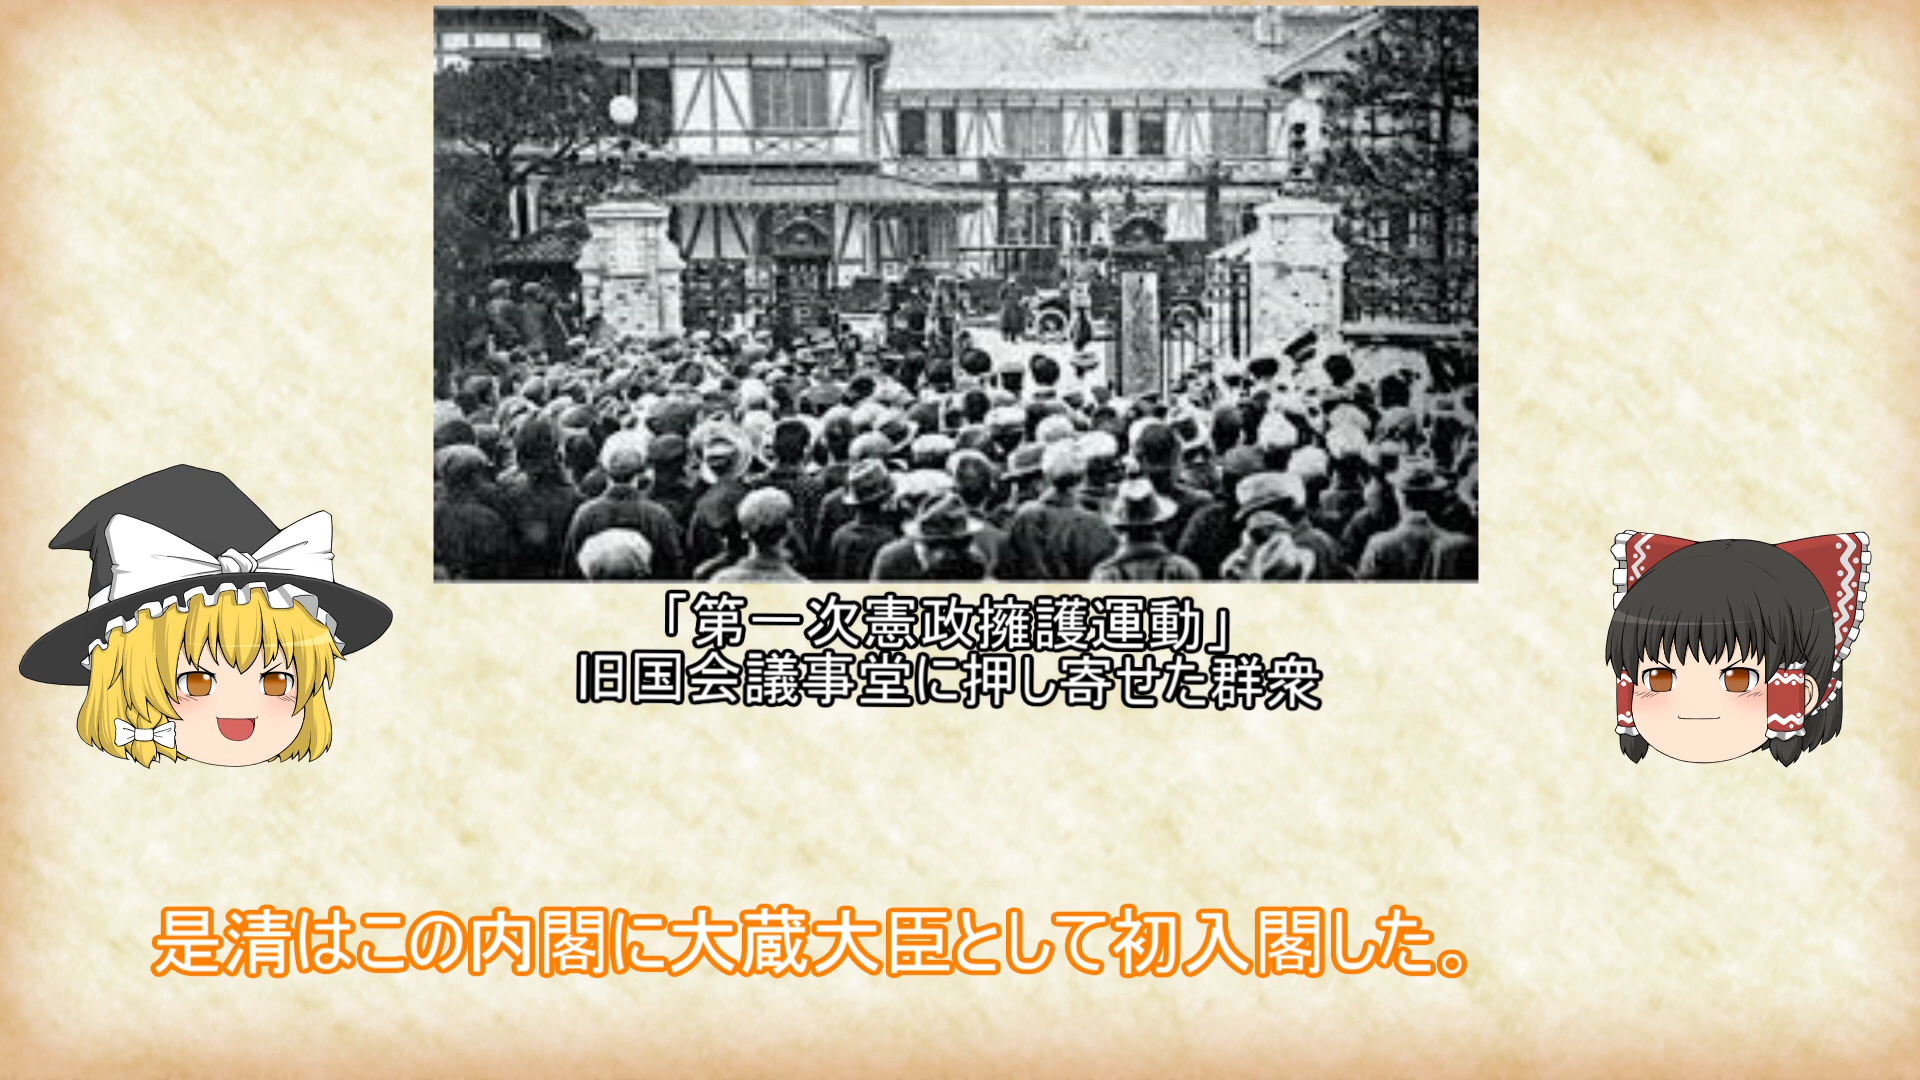 「第一次憲政擁護運動」
旧国会議事堂に押し寄せた群衆
是清はこの内閣に大蔵大臣として初入閣した。